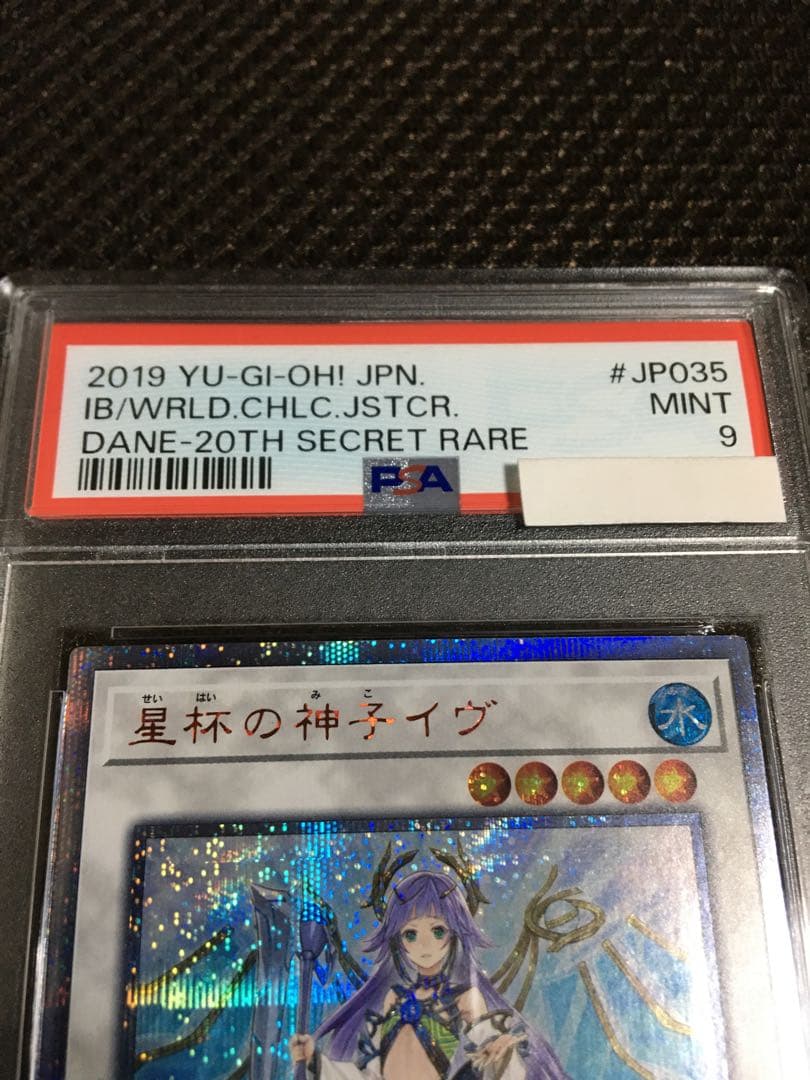 2019 YU-GI-OH! JPN. #JP035
IB/WRLD.CHLC.JSTCR. MINT
DANE-20TH SECRET RARE 9
PSA
せい はい み こ
星杯の神子イヴ
水